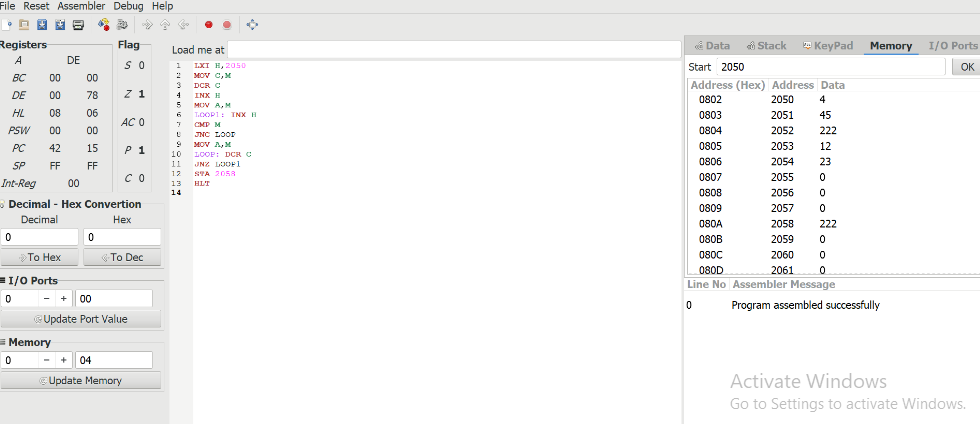 File Reset Assembler Debug Help
Registers
Flag
A DE
BC 00 00
DE 00 78
HL 08 06
PSW 00 00
PC 42 15
SP FF FF
Int-Reg 00
S 0
Z 1
AC 0
P 1
C 0
Decimal - Hex Convertion
Decimal Hex
0 0
To Hex To Dec
I/O Ports
0 − + 00
Update Port Value
Memory
0 − + 04
Update Memory
Load me at
1 LXI H,2050
2 MOV C,M
3 DCR C
4 INX H
5 MOV A,M
6 LOOP1: INX H
7 CMP M
8 JNC LOOP
9 MOV A,M
10 LOOP: DCR C
11 JNZ LOOP1
12 STA 2058
13 HLT
14
Data Stack KeyPad Memory I/O Ports
Start 2050 OK
Address (Hex) Address Data
0802 2050 4
0803 2051 45
0804 2052 222
0805 2053 12
0806 2054 23
0807 2055 0
0808 2056 0
0809 2057 0
080A 2058 222
080B 2059 0
080C 2060 0
080D 2061 0
Line No Assembler Message
0 Program assembled successfully
Activate Windows
Go to Settings to activate Windows.